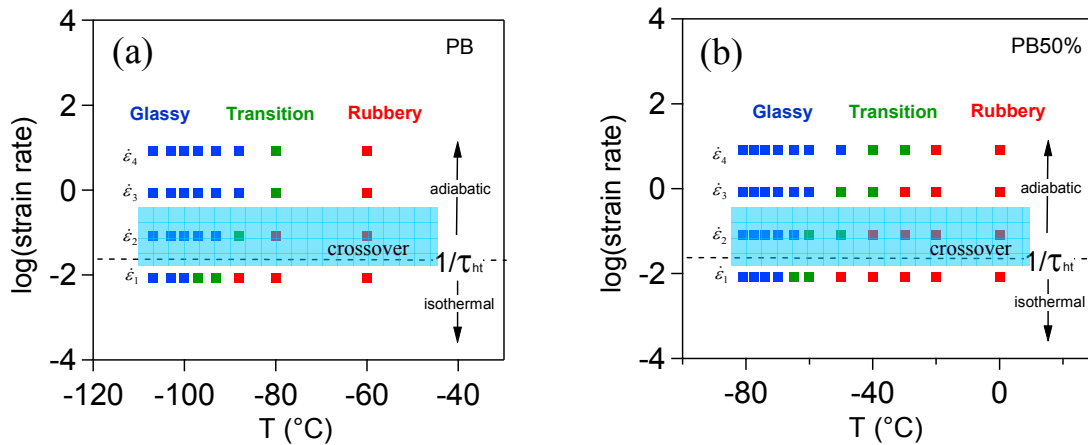 (a)
PB
Glassy Transition Rubbery
ε̇4
ε̇3
ε̇2
ε̇1
adiabatic
crossover
1/τht
isothermal
4
2
0
-2
-4
log(strain rate)
-120 -100 -80 -60 -40
T (°C)
(b)
PB50%
Glassy Transition Rubbery
ε̇4
ε̇3
ε̇2
ε̇1
adiabatic
crossover
1/τht
isothermal
4
2
0
-2
-4
log(strain rate)
-80 -40 0
T (°C)